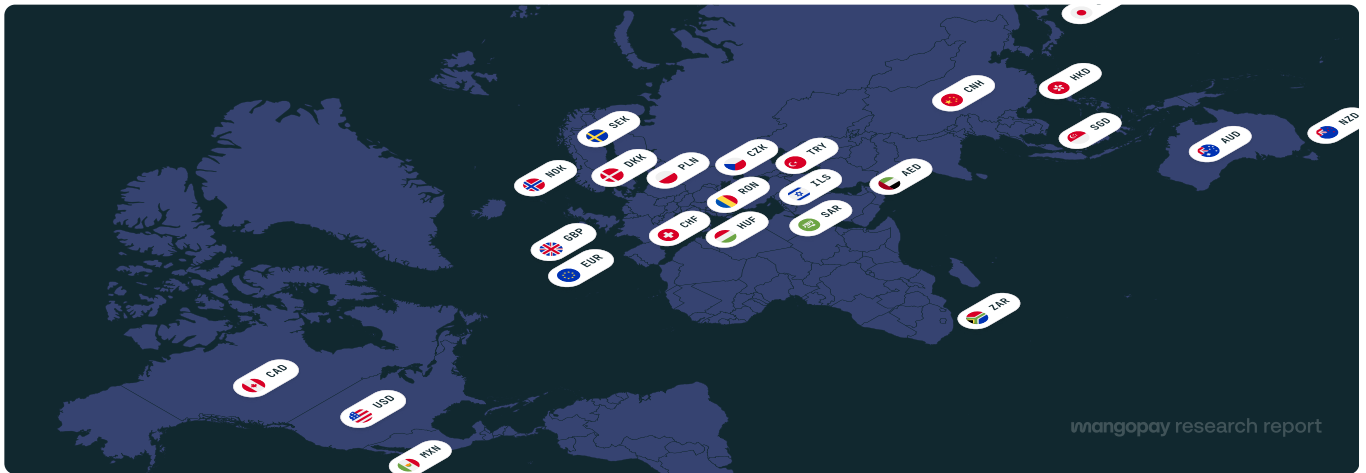 CNH
HKD
SGD
AUD
NZD
SEK
NOK
DKK
PLN
CZK
TRY
RON
ILS
AED
CHF
HUF
SAR
GBP
EUR
ZAR
CAD
USD
MXN
mangopay research report